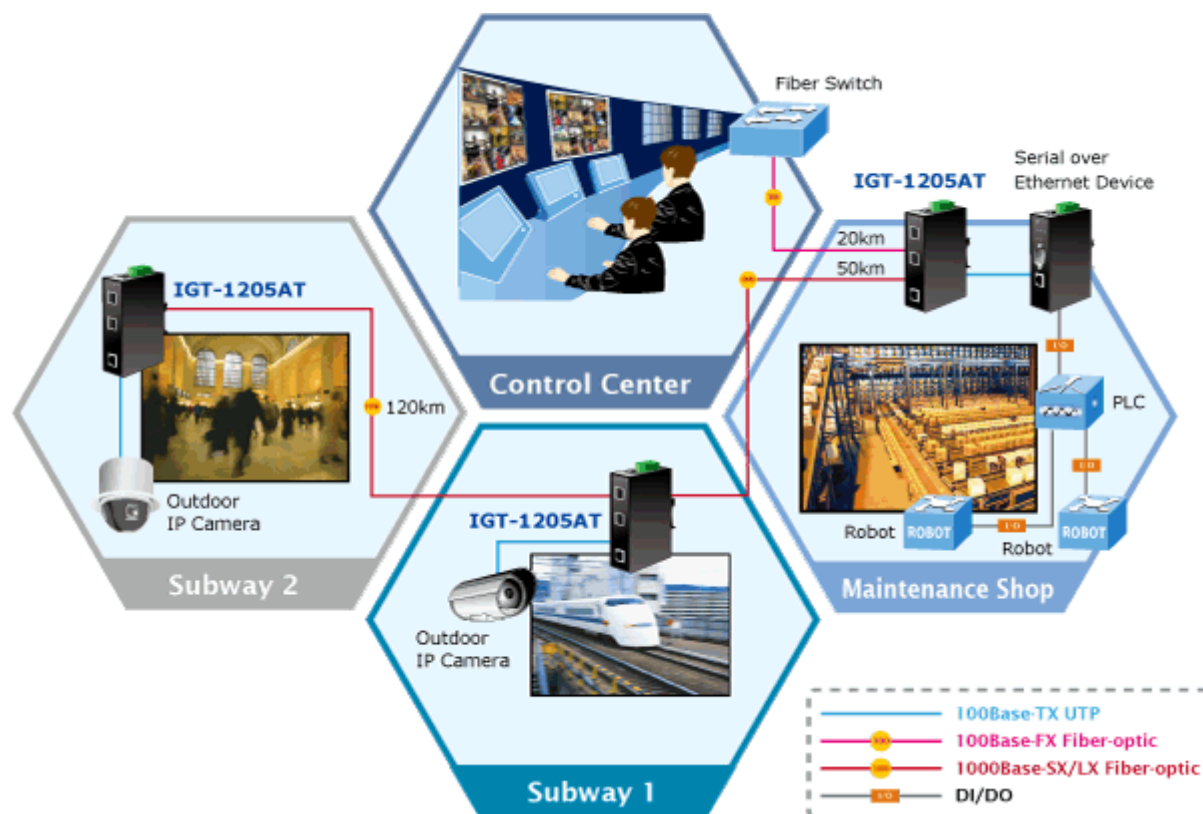 Fiber Switch
Serial over
Ethernet Device
IGT-1205AT
20km
50km
IGT-1205AT
Control Center
I/O
PLC
120km
I/O
Outdoor
IP Camera
IGT-1205AT
Robot
ROBOT
I/O
Robot
ROBOT
Subway 2
Maintenance Shop
Outdoor
IP Camera
Subway 1
100Base-TX UTP
100
100Base-FX Fiber-optic
1000Base-SX/LX Fiber-optic
I/O
DI/DO